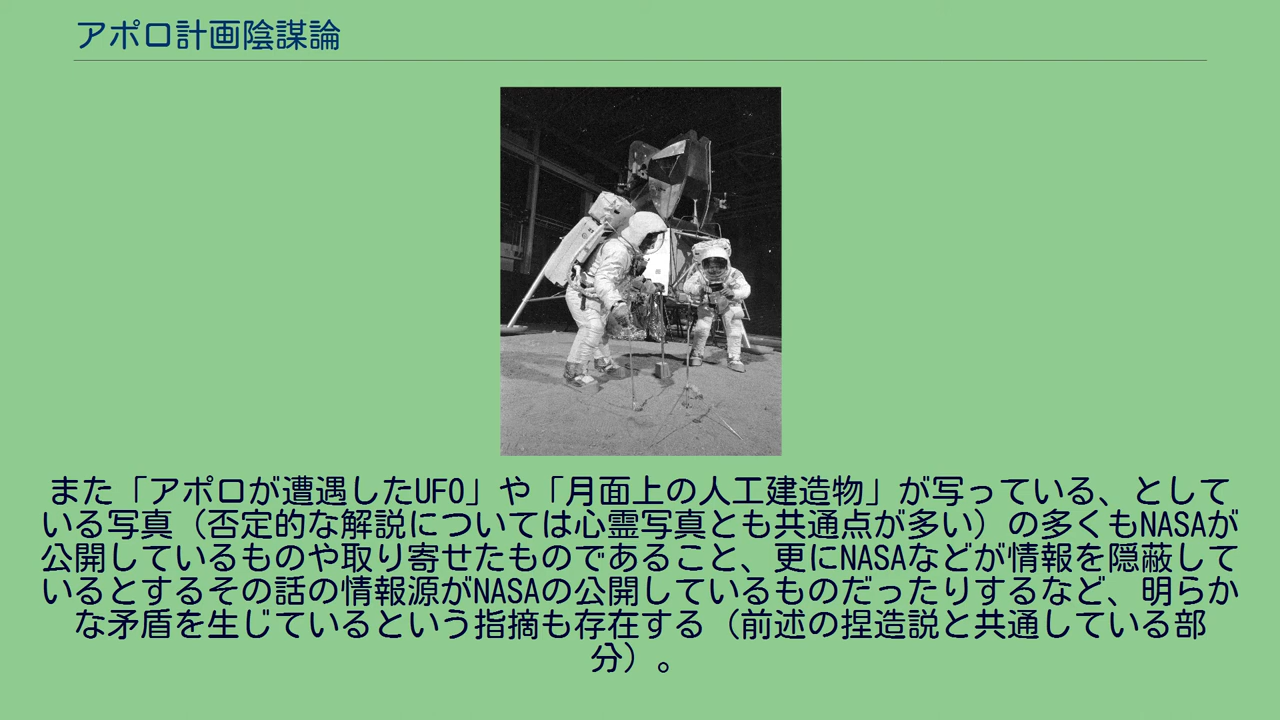 アポロ計画陰謀論
また「アポロが遭遇したUFO」や「月面上の人工建造物」が写っている、として
いる写真（否定的な解説については心霊写真とも共通点が多い）の多くもNASAが
公開しているものや取り寄せたものであること、更にNASAなどが情報を隠蔽して
いるとするその話の情報源がNASAの公開しているものだったりするなど、明らか
な矛盾を生じているという指摘も存在する（前述の捏造説と共通している部
分）。